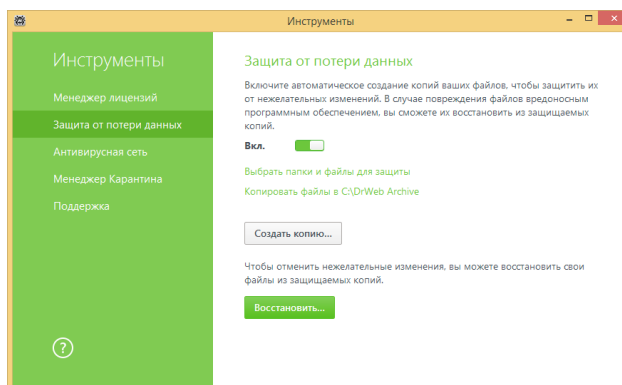 Инструменты
Инструменты
Менеджер лицензий
Защита от потери данных
Антивирусная сеть
Менеджер Карантина
Поддержка
?
Защита от потери данных
Включите автоматическое создание копий ваших файлов, чтобы защитить их
от нежелательных изменений. В случае повреждения файлов вредоносным
программным обеспечением, вы сможете их восстановить из защищаемых
копий.
Вкл.
Выбрать папки и файлы для защиты
Копировать файлы в C:\DrWeb Archive
Создать копию...
Чтобы отменить нежелательные изменения, вы можете восстановить свои
файлы из защищаемых копий.
Восстановить...